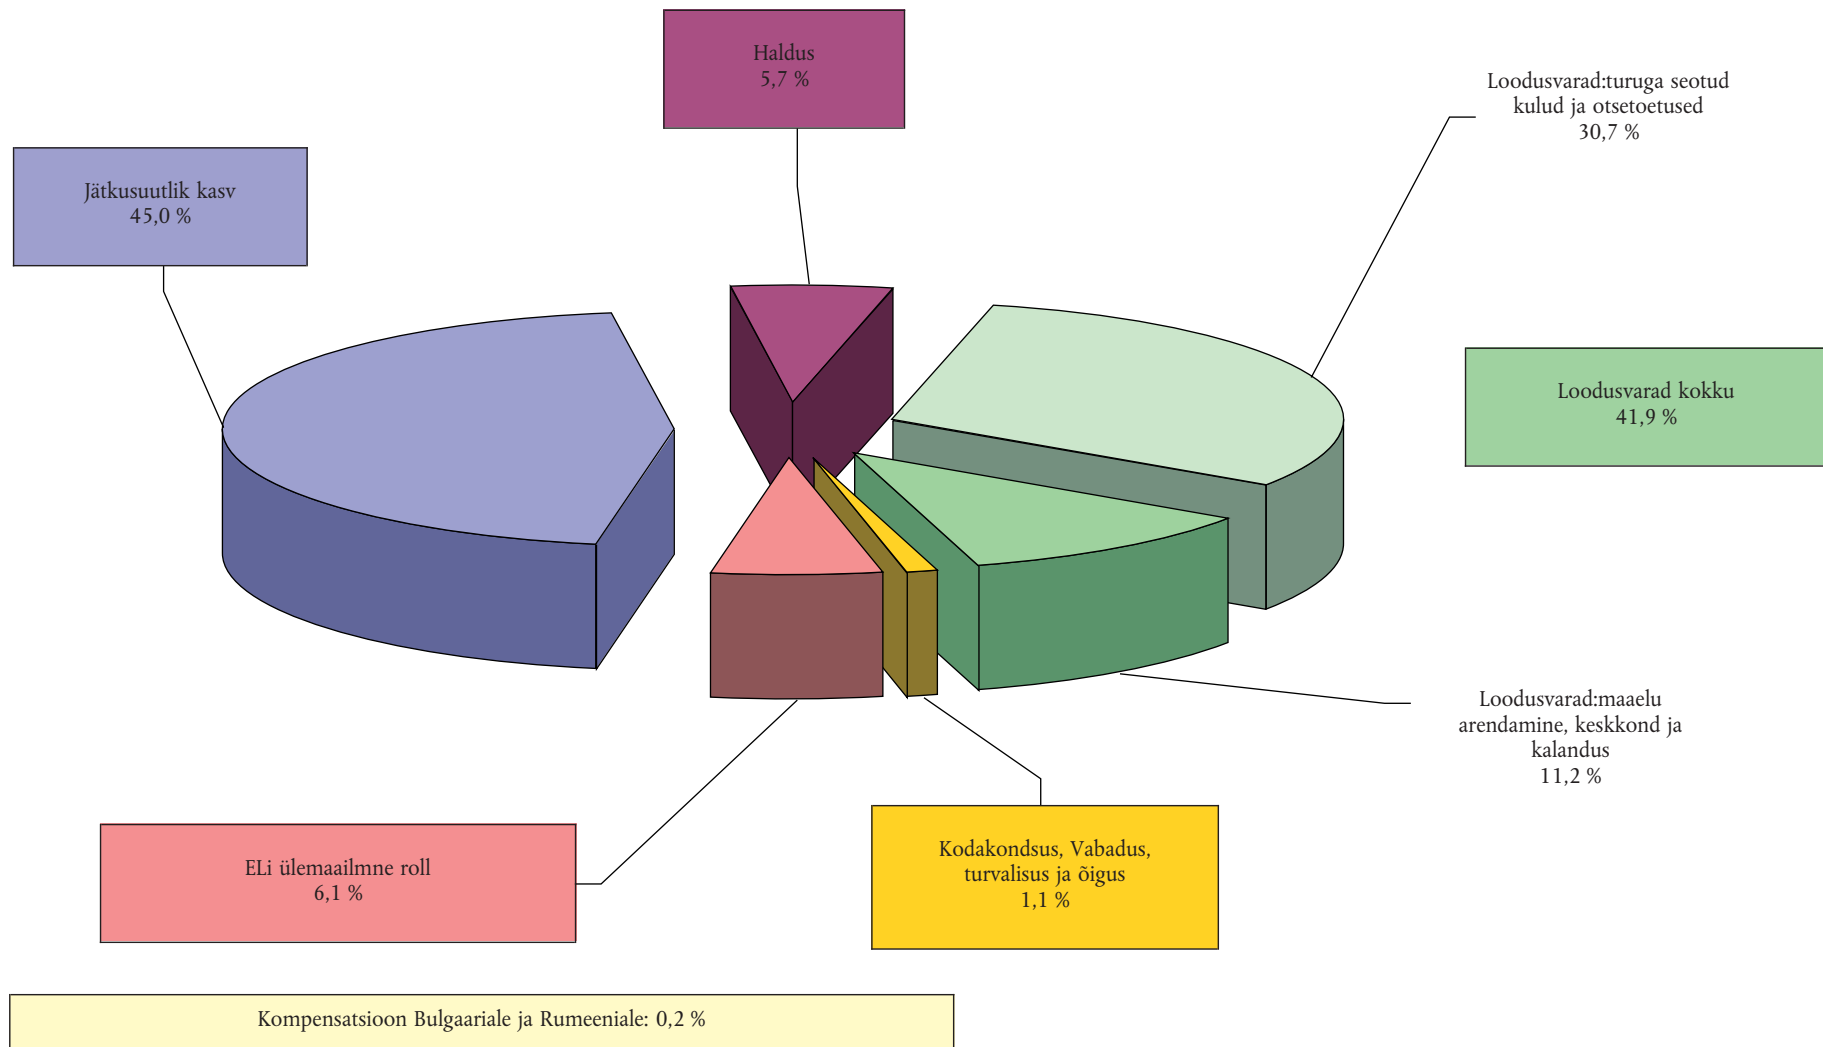 Haldus
5,7 %
Loodusvarad:turuga seotud
kulud ja otsetoetused
30,7 %
Jätkusuutlik kasv
45,0 %
Loodusvarad kokku
41,9 %
Loodusvarad:maaelu
arendamine, keskkond ja
kalandus
11,2 %
Kodakondsus, Vabadus,
turvalisus ja õigus
1,1 %
ELi ülemaailmne roll
6,1 %
Kompensatsioon Bulgaariale ja Rumeeniale: 0,2 %